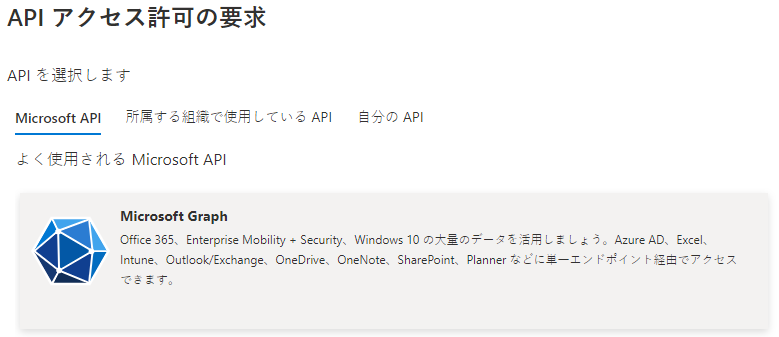 API アクセス許可の要求
API を選択します
Microsoft API 所属する組織で使用している API 自分の API
よく使用される Microsoft API
Microsoft Graph
Office 365、Enterprise Mobility + Security、Windows 10 の大量のデータを活用しましょう。Azure AD、Excel、
Intune、Outlook/Exchange、OneDrive、OneNote、SharePoint、Planner などに単一エンドポイント経由でアクセス
できます。